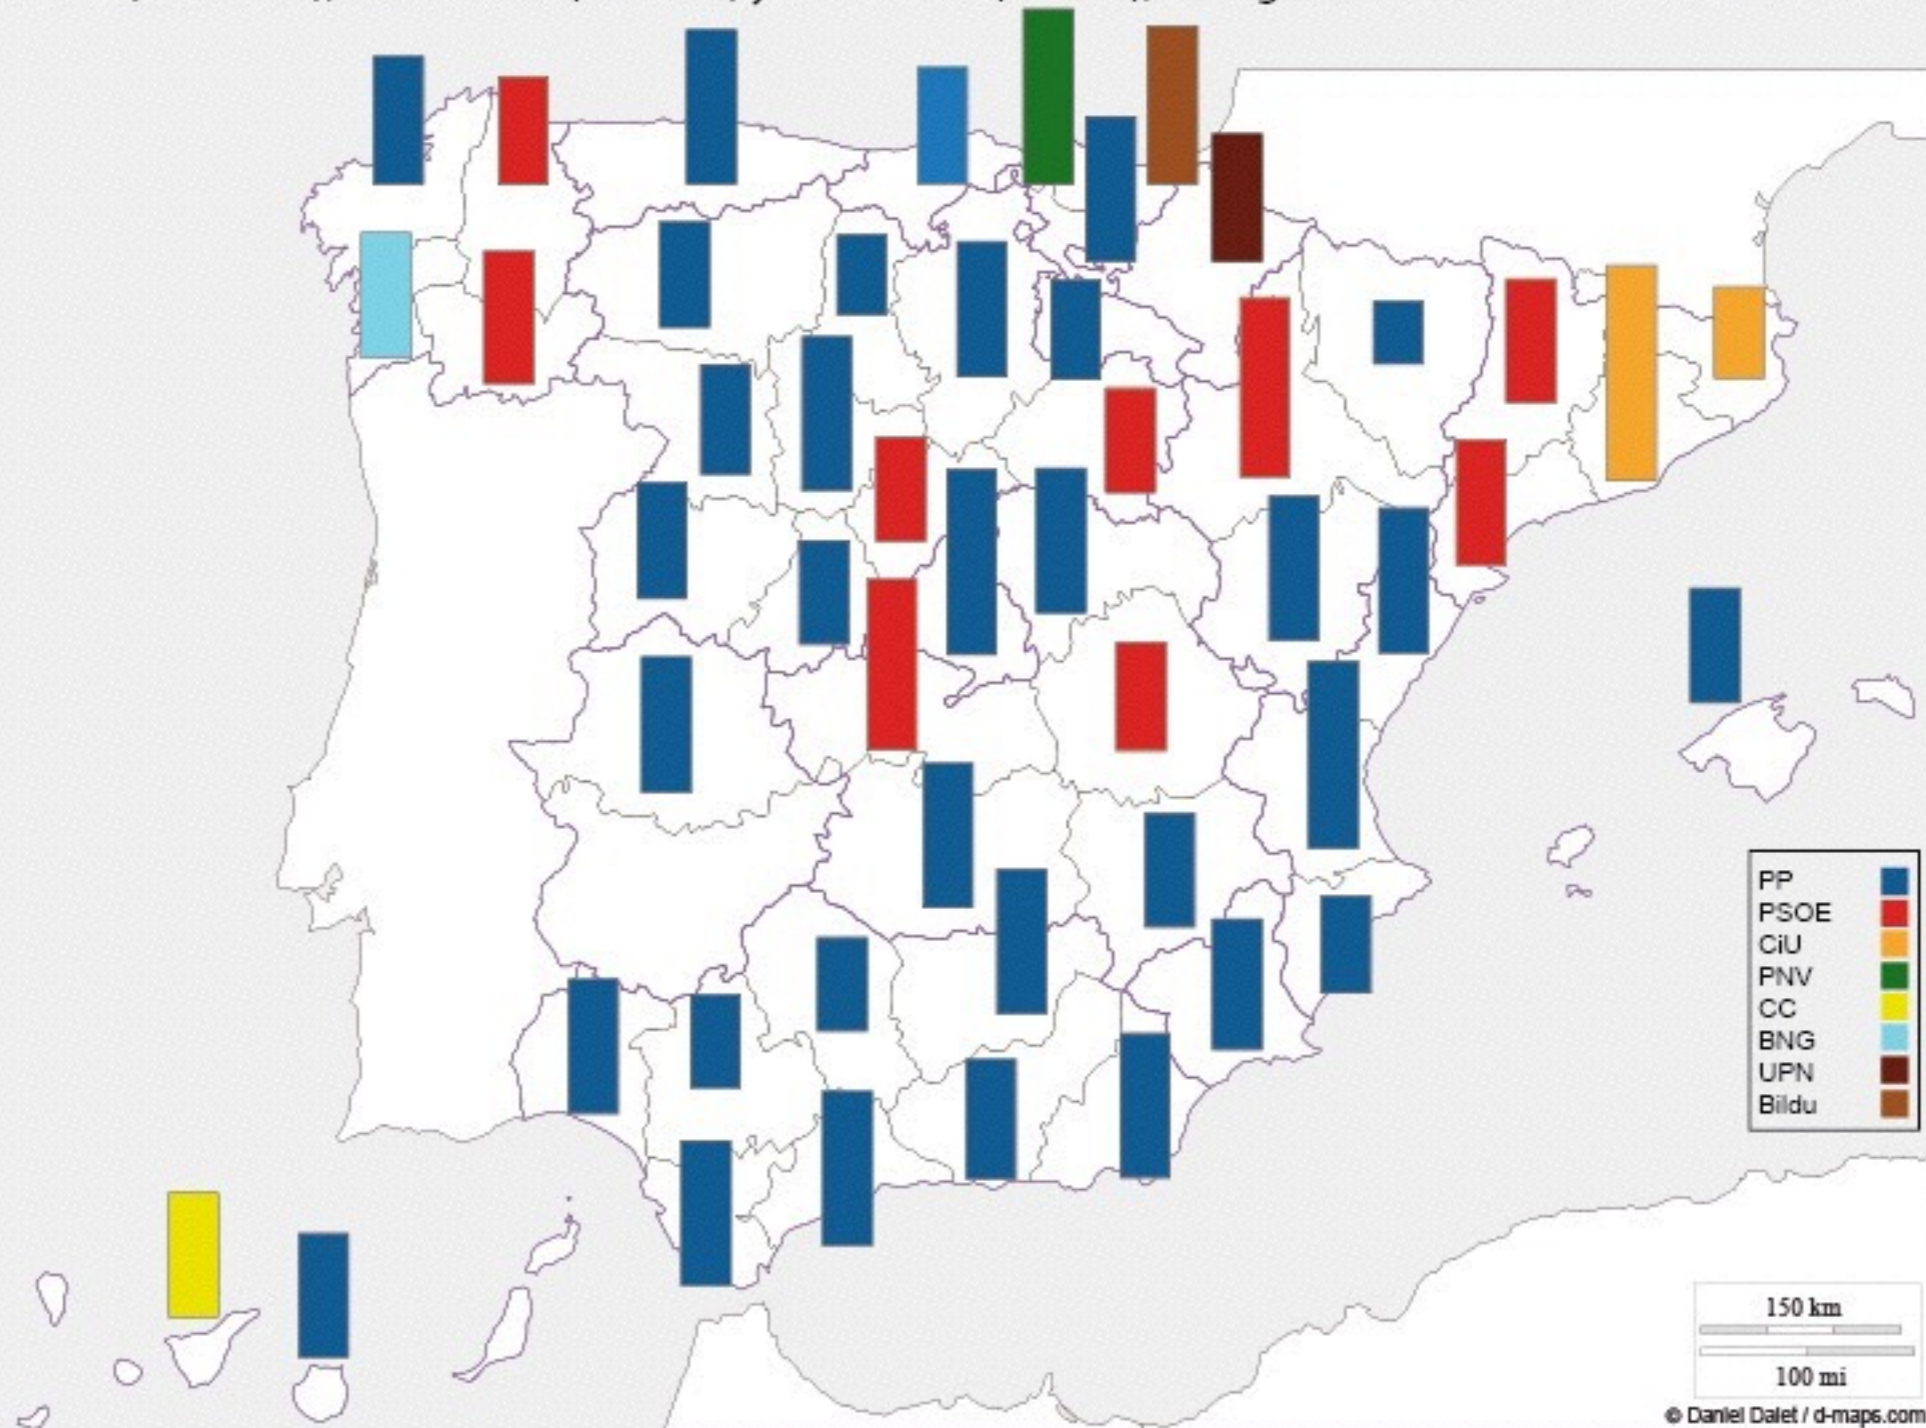 PP
PSOE
CiU
PNV
CC
BNG
UPN
Bildu
150 km
100 mi
© Daniel Dalet / d-maps.com